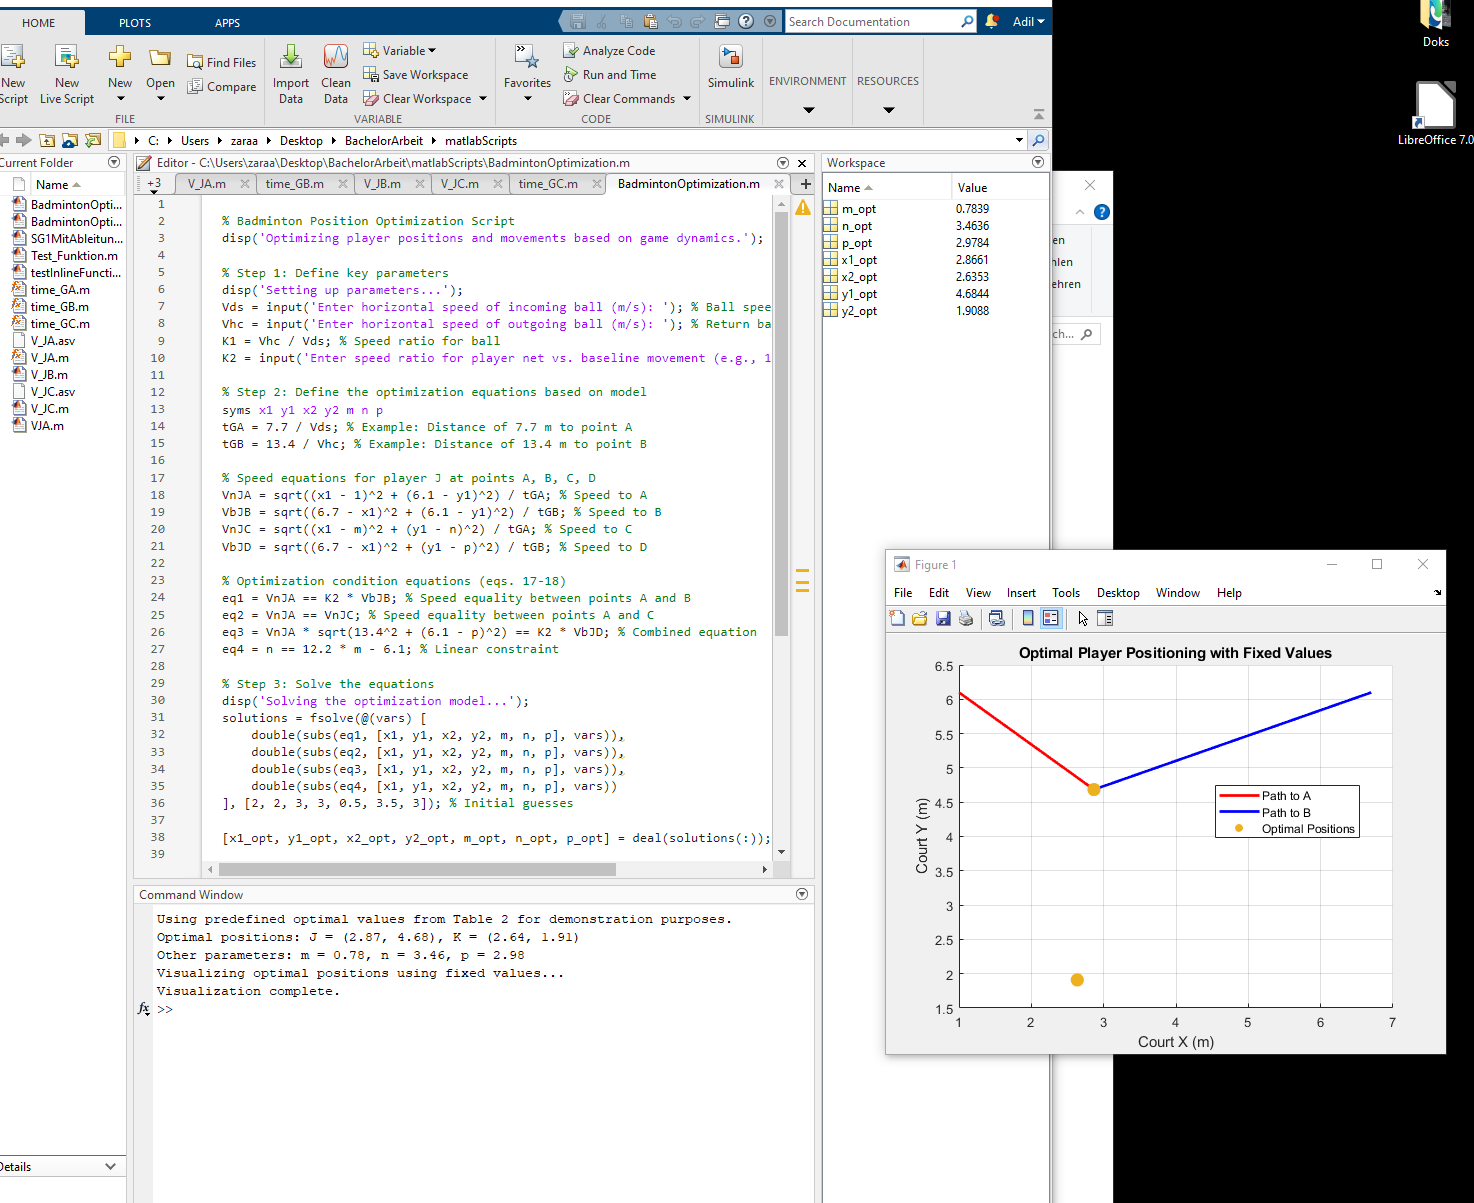 HOME PLOTS APPS
Search Documentation
Adil
New Script
New Live Script
New
Open
Find Files
Compare
Import Data
Clean Data
Variable
Save Workspace
Clear Workspace
Favorites
Analyze Code
Run and Time
Clear Commands
Simulink
ENVIRONMENT
RESOURCES
FILE
VARIABLE
CODE
SIMULINK
C: Users zaraa Desktop BachelorArbeit matlabScripts
Current Folder
Name
BadmintonOpti...
BadmintonOpti...
SG1MitAbleitun...
Test_Funktion.m
testInlineFuncti...
time_GA.m
time_GB.m
time_GC.m
V_JA.asv
V_JA.m
V_JB.m
V_JC.asv
V_JC.m
VJA.m
Details
Editor - C:\Users\zaraa\Desktop\BachelorArbeit\matlabScripts\BadmintonOptimization.m
+3 V_JA.m time_GB.m V_JB.m V_JC.m time_GC.m BadmintonOptimization.m
1
2 % Badminton Position Optimization Script
3 disp('Optimizing player positions and movements based on game dynamics.');
4
5 % Step 1: Define key parameters
6 disp('Setting up parameters...');
7 Vds = input('Enter horizontal speed of incoming ball (m/s): '); % Ball spee
8 Vhc = input('Enter horizontal speed of outgoing ball (m/s): '); % Return ba
9 K1 = Vhc / Vds; % Speed ratio for ball
10 K2 = input('Enter speed ratio for player net vs. baseline movement (e.g., 1
11
12 % Step 2: Define the optimization equations based on model
13 syms x1 y1 x2 y2 m n p
14 tGA = 7.7 / Vds; % Example: Distance of 7.7 m to point A
15 tGB = 13.4 / Vhc; % Example: Distance of 13.4 m to point B
16
17 % Speed equations for player J at points A, B, C, D
18 VnJA = sqrt((x1 - 1)^2 + (6.1 - y1)^2) / tGA; % Speed to A
19 VbJB = sqrt((6.7 - x1)^2 + (6.1 - y1)^2) / tGB; % Speed to B
20 VnJC = sqrt((x1 - m)^2 + (y1 - n)^2) / tGA; % Speed to C
21 VbJD = sqrt((6.7 - x1)^2 + (y1 - p)^2) / tGB; % Speed to D
22
23 % Optimization condition equations (eqs. 17-18)
24 eq1 = VnJA == K2 * VbJB; % Speed equality between points A and B
25 eq2 = VnJA == VnJC; % Speed equality between points A and C
26 eq3 = VnJA * sqrt(13.4^2 + (6.1 - p)^2) == K2 * VbJD; % Combined equation
27 eq4 = n == 12.2 * m - 6.1; % Linear constraint
28
29 % Step 3: Solve the equations
30 disp('Solving the optimization model...');
31 solutions = fsolve(@(vars) [
32 double(subs(eq1, [x1, y1, x2, y2, m, n, p], vars)),
33 double(subs(eq2, [x1, y1, x2, y2, m, n, p], vars)),
34 double(subs(eq3, [x1, y1, x2, y2, m, n, p], vars)),
35 double(subs(eq4, [x1, y1, x2, y2, m, n, p], vars))
36 ], [2, 2, 3, 3, 0.5, 3.5, 3]); % Initial guesses
37
38 [x1_opt, y1_opt, x2_opt, y2_opt, m_opt, n_opt, p_opt] = deal(solutions(:));
39
Command Window
Using predefined optimal values from Table 2 for demonstration purposes.
Optimal positions: J = (2.87, 4.68), K = (2.64, 1.91)
Other parameters: m = 0.78, n = 3.46, p = 2.98
Visualizing optimal positions using fixed values...
Visualization complete.
fx >>
Workspace
Name Value
m_opt 0.7839
n_opt 3.4636
p_opt 2.9784
x1_opt 2.8661
x2_opt 2.6353
y1_opt 4.6844
y2_opt 1.9088
en
hlen
ehren
ch...
Doks
LibreOffice 7.0
Figure 1
File Edit View Insert Tools Desktop Window Help
Optimal Player Positioning with Fixed Values
6.5
6
5.5
5
4.5
4
3.5
3
2.5
2
1.5
Court Y (m)
Path to A
Path to B
Optimal Positions
1 2 3 4 5 6 7
Court X (m)